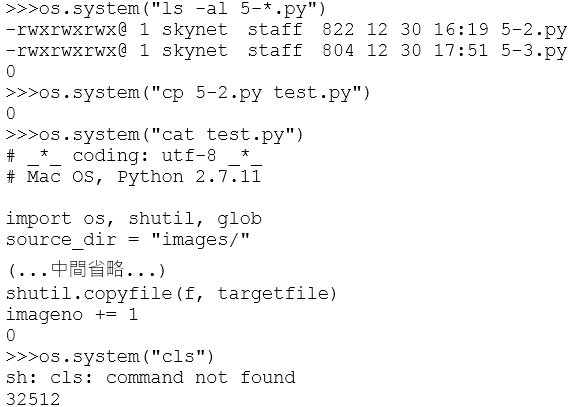 >>>os.system("ls -al 5-*.py")
-rwxrwxrwx@ 1 skynet  staff  822 12 30 16:19 5-2.py
-rwxrwxrwx@ 1 skynet  staff  804 12 30 17:51 5-3.py
0
>>>os.system("cp 5-2.py test.py")
0
>>>os.system("cat test.py")
# _*_ coding: utf-8 _*_
# Mac OS, Python 2.7.11

import os, shutil, glob
source_dir = "images/"
(...中間省略...)
shutil.copyfile(f, targetfile)
imageno += 1
0
>>>os.system("cls")
sh: cls: command not found
32512